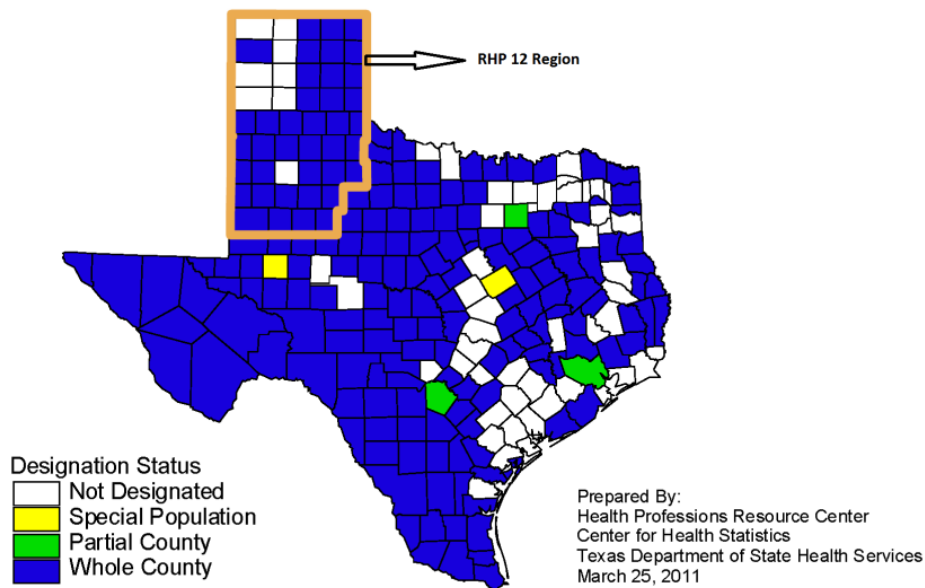 RHP 12 Region
Designation Status
Not Designated
Special Population
Partial County
Whole County
Prepared By:
Health Professions Resource Center
Center for Health Statistics
Texas Department of State Health Services
March 25, 2011